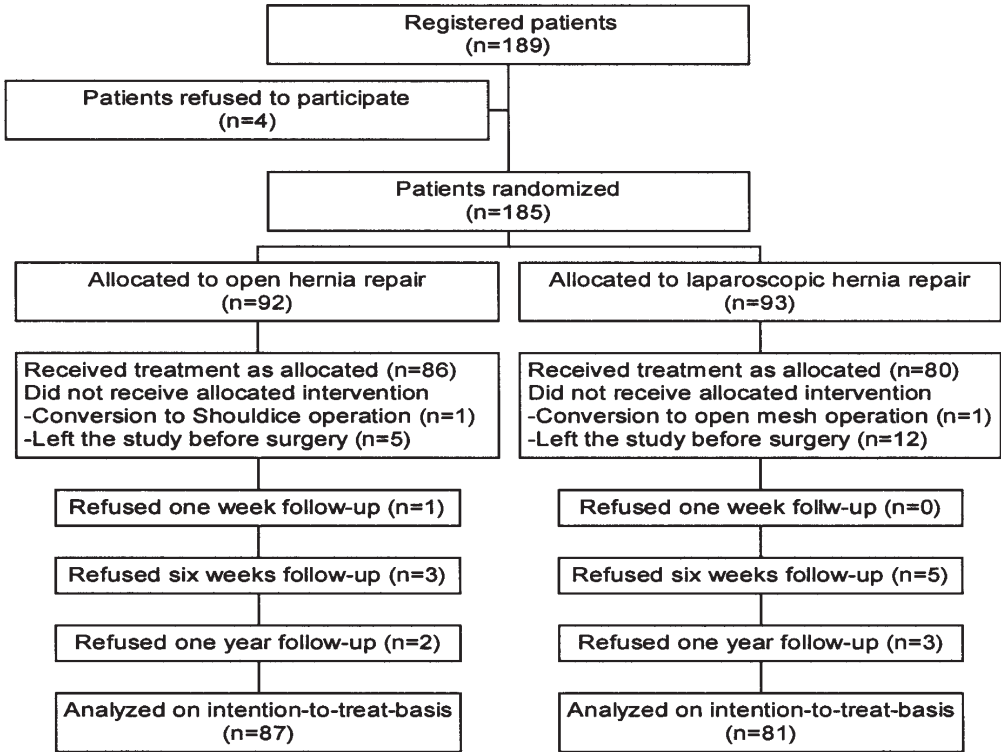 Registered patients
(n=189)
Patients refused to participate
(n=4)
Patients randomized
(n=185)
Allocated to open hernia repair
(n=92)
Allocated to laparoscopic hernia repair
(n=93)
Received treatment as allocated (n=86)
Did not receive allocated intervention
-Conversion to Shouldice operation (n=1)
-Left the study before surgery (n=5)
Received treatment as allocated (n=80)
Did not receive allocated intervention
-Conversion to open mesh operation (n=1)
-Left the study before surgery (n=12)
Refused one week follow-up (n=1)
Refused one week follw-up (n=0)
Refused six weeks follow-up (n=3)
Refused six weeks follow-up (n=5)
Refused one year follow-up (n=2)
Refused one year follow-up (n=3)
Analyzed on intention-to-treat-basis
(n=87)
Analyzed on intention-to-treat-basis
(n=81)